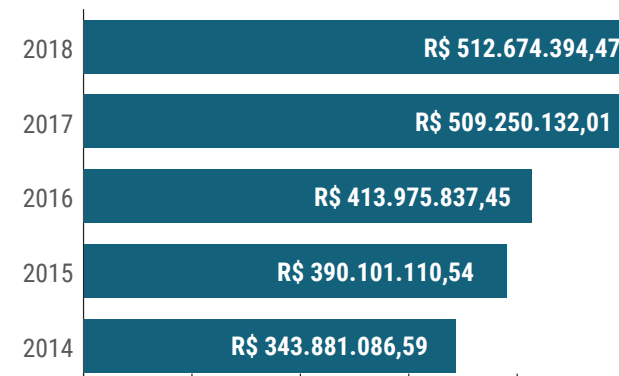 2018 R$ 512.674.394,47
2017 R$ 509.250.132,01
2016 R$ 413.975.837,45
2015 R$ 390.101.110,54
2014 R$ 343.881.086,59